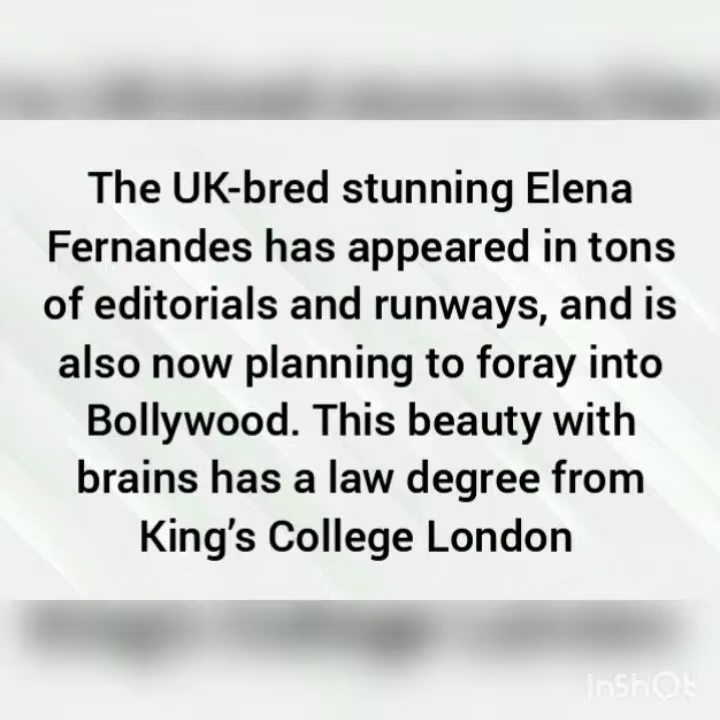 The UK-bred stunning Elena
Fernandes has appeared in tons
of editorials and runways, and is
also now planning to foray into
Bollywood. This beauty with
brains has a law degree from
King's College London
InShOt